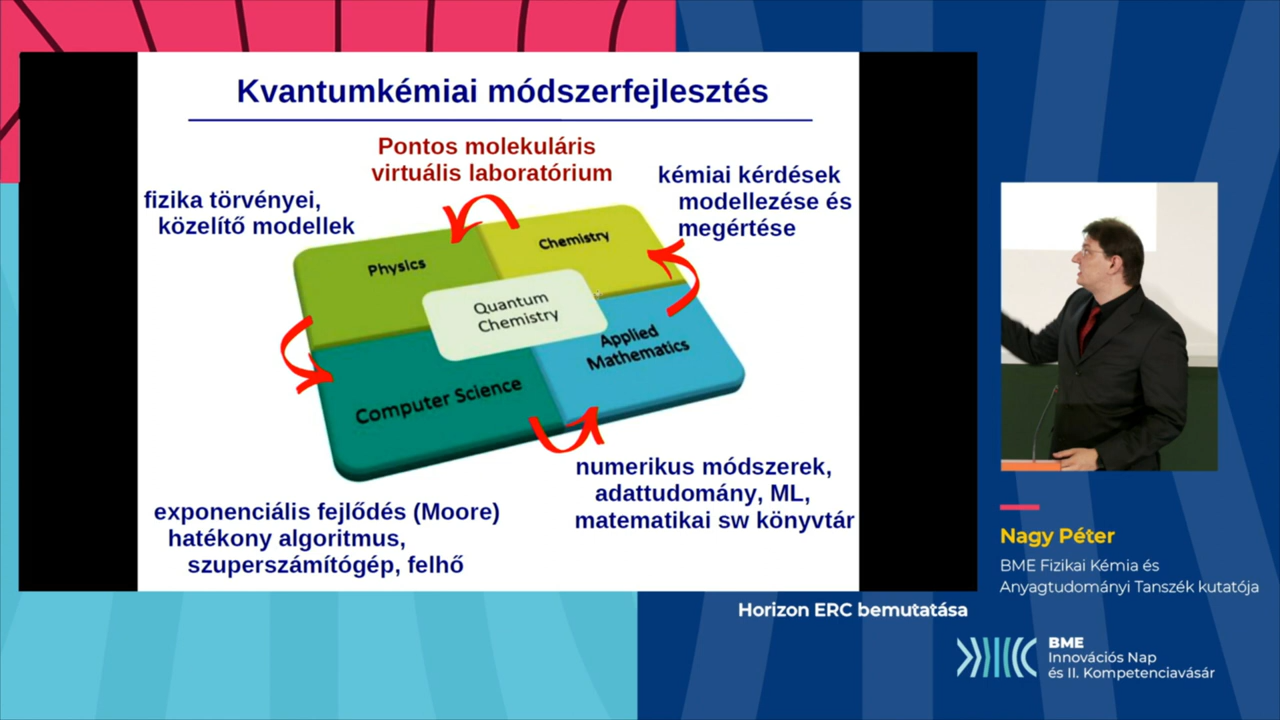 Kvantumkémiai módszerfejlesztés
Pontos molekuláris
virtuális laboratórium
fizika törvényei,
közelítő modellek
kémiai kérdések
modellezése és
megértése
Physics
Chemistry
Quantum
Chemistry
Computer Science
Applied
Mathematics
exponenciális fejlődés (Moore)
hatékony algoritmus,
szuperszámítógép, felhő
numerikus módszerek,
adattudomány, ML,
matematikai sw könyvtár
Nagy Péter
BME Fizikai Kémia és
Anyagtudományi Tanszék kutatója
Horizon ERC bemutatása
BME
Innovációs Nap
és II. Kompetenciavásár